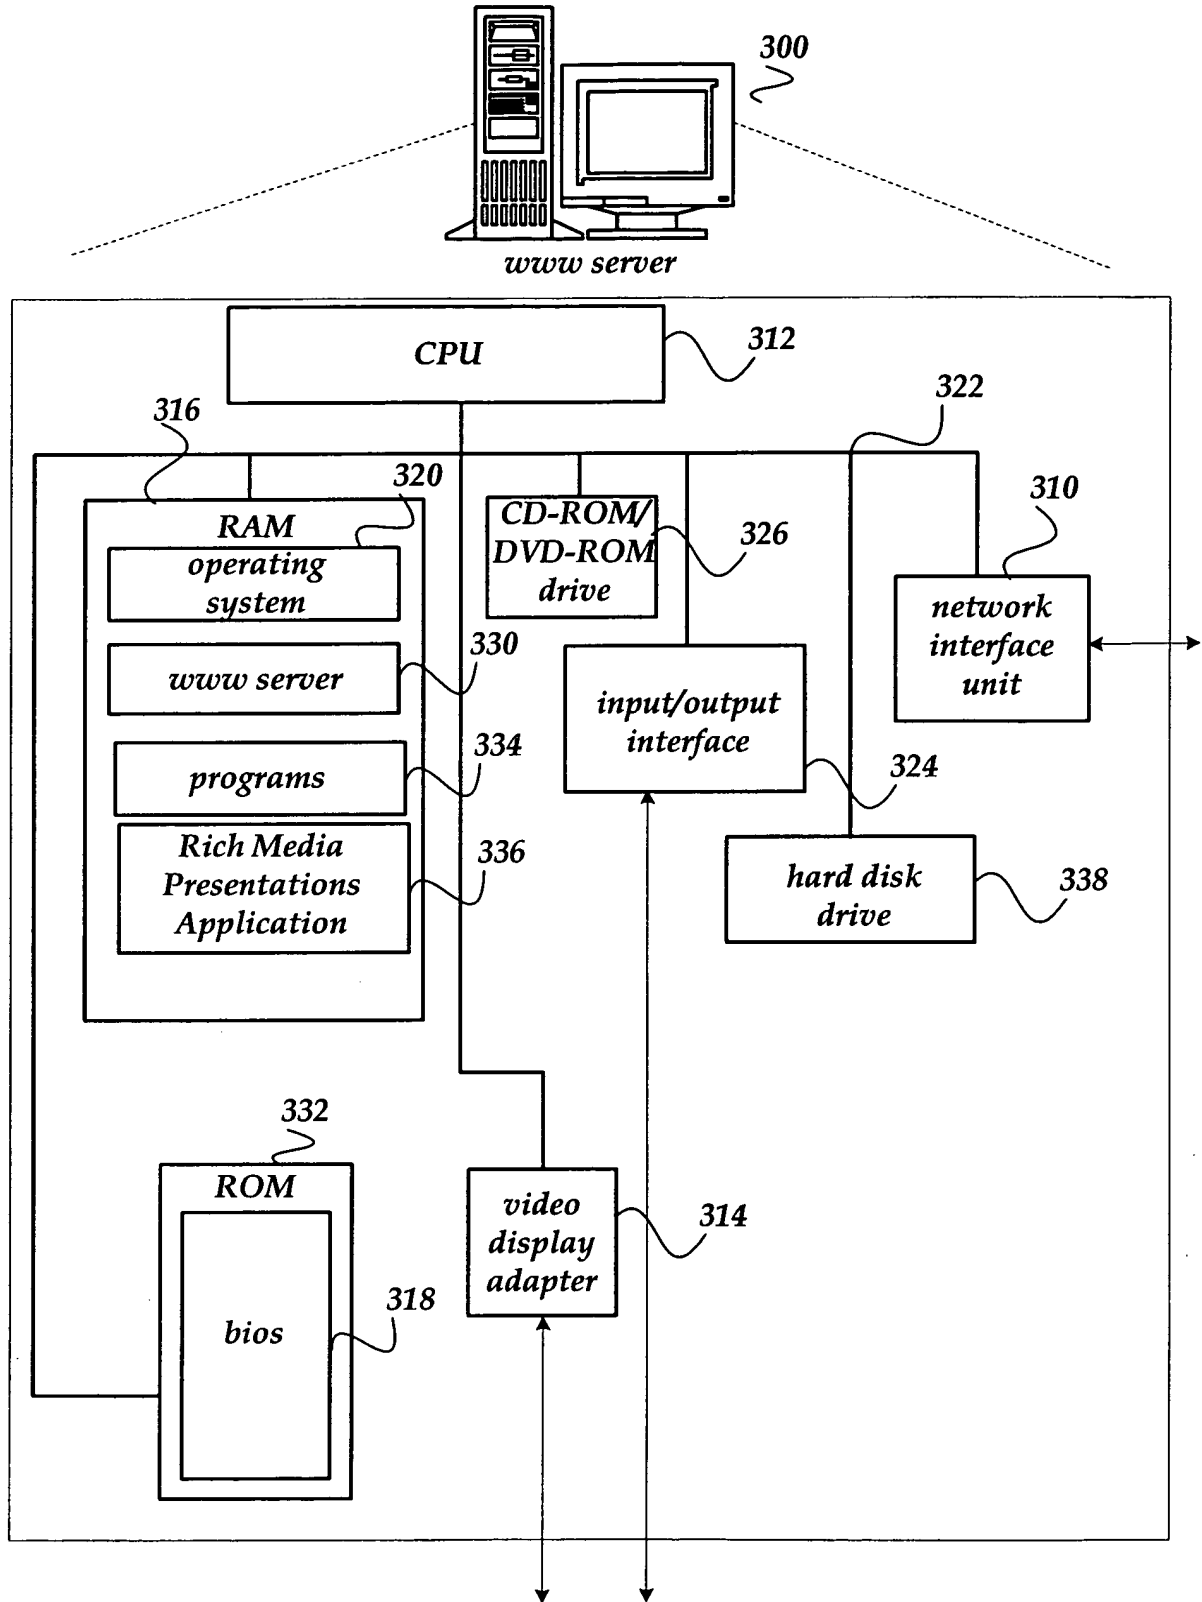 300
www server
CPU
312
316
322
320
RAM
operating
system
CD-ROM/
DVD-ROM
drive
326
310
network
interface
unit
330
www server
input/output
interface
324
334
programs
Rich Media
Presentations
Application
336
hard disk
drive
338
332
ROM
bios
318
video
display
adapter
314